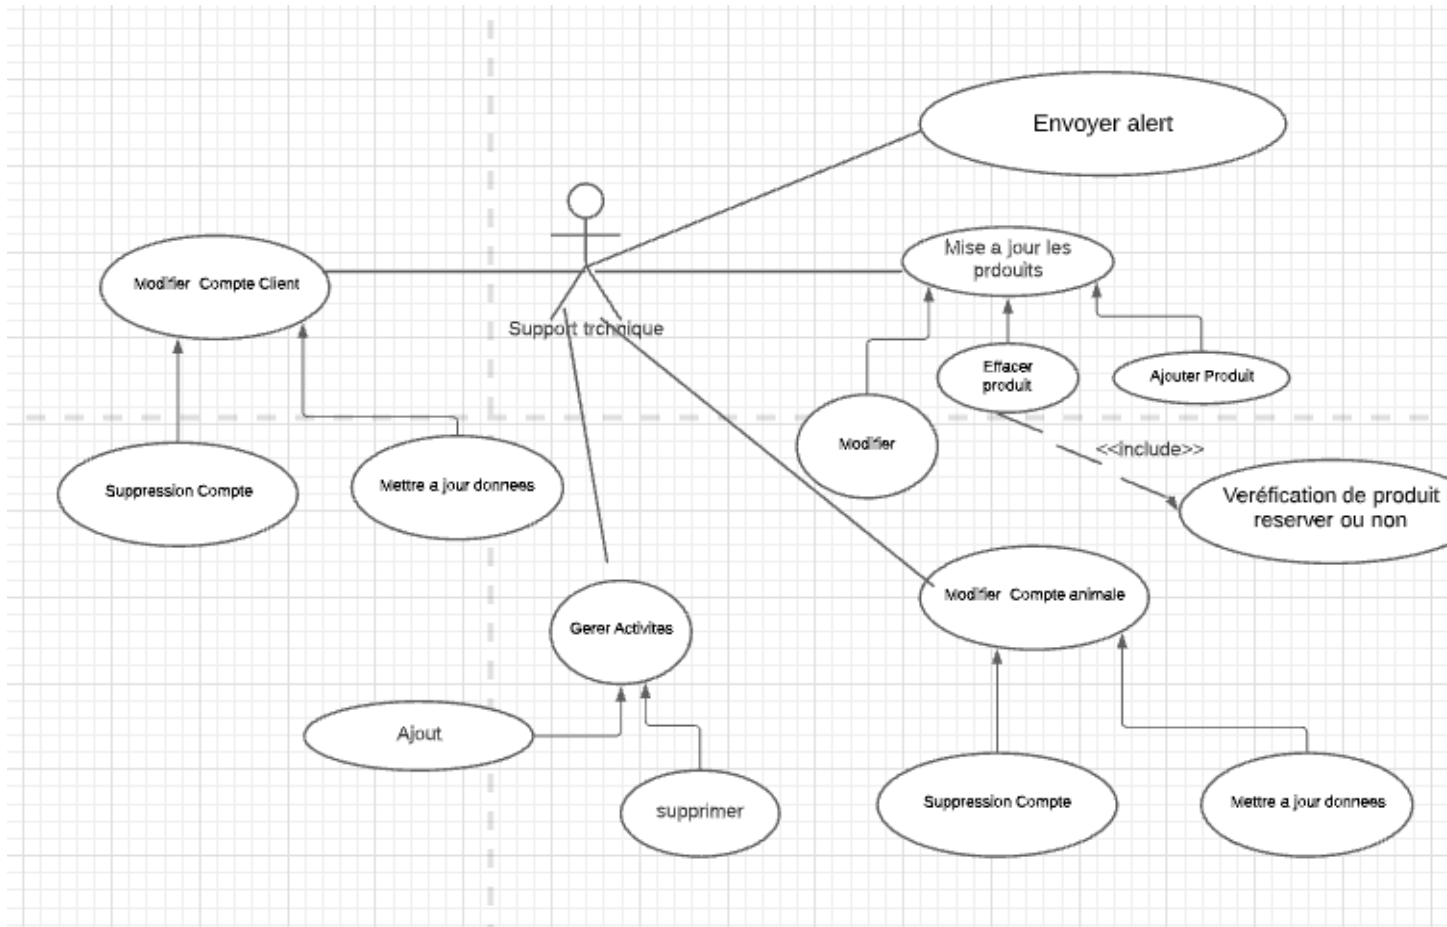 Envoyer alert
Mise a jour les
prdouits
Modifier Compte Client
Support trchnique
Effacer
produit
Ajouter Produit
Modifier
<<include>>
Suppression Compte
Mettre a jour donnees
Veréfication de produit
reserver ou non
Modifier Compte animale
Gerer Activites
Ajout
supprimer
Suppression Compte
Mettre a jour donnees